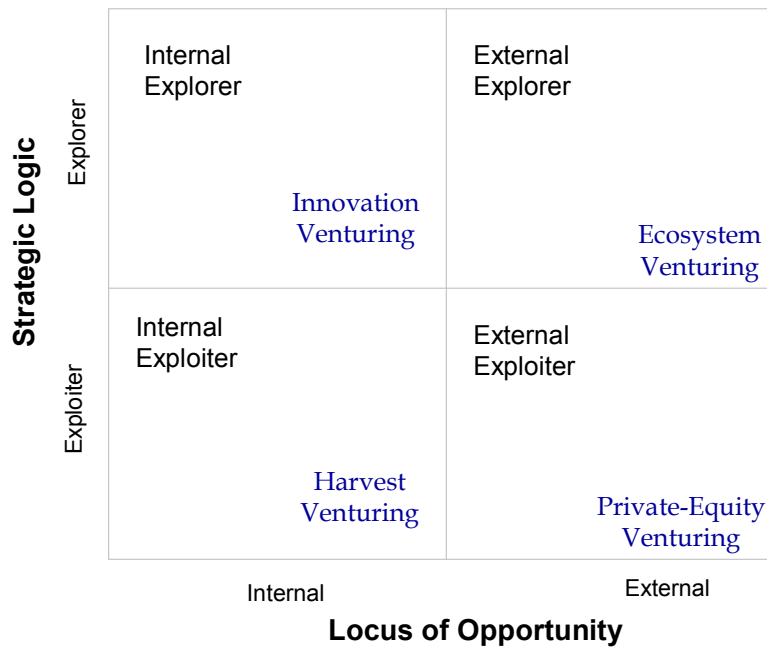 Internal
Explorer
External
Explorer
Explorer
Strategic Logic
Innovation
Venturing
Ecosystem
Venturing
Internal
Exploiter
External
Exploiter
Exploiter
Harvest
Venturing
Private-Equity
Venturing
Internal
External
Locus of Opportunity